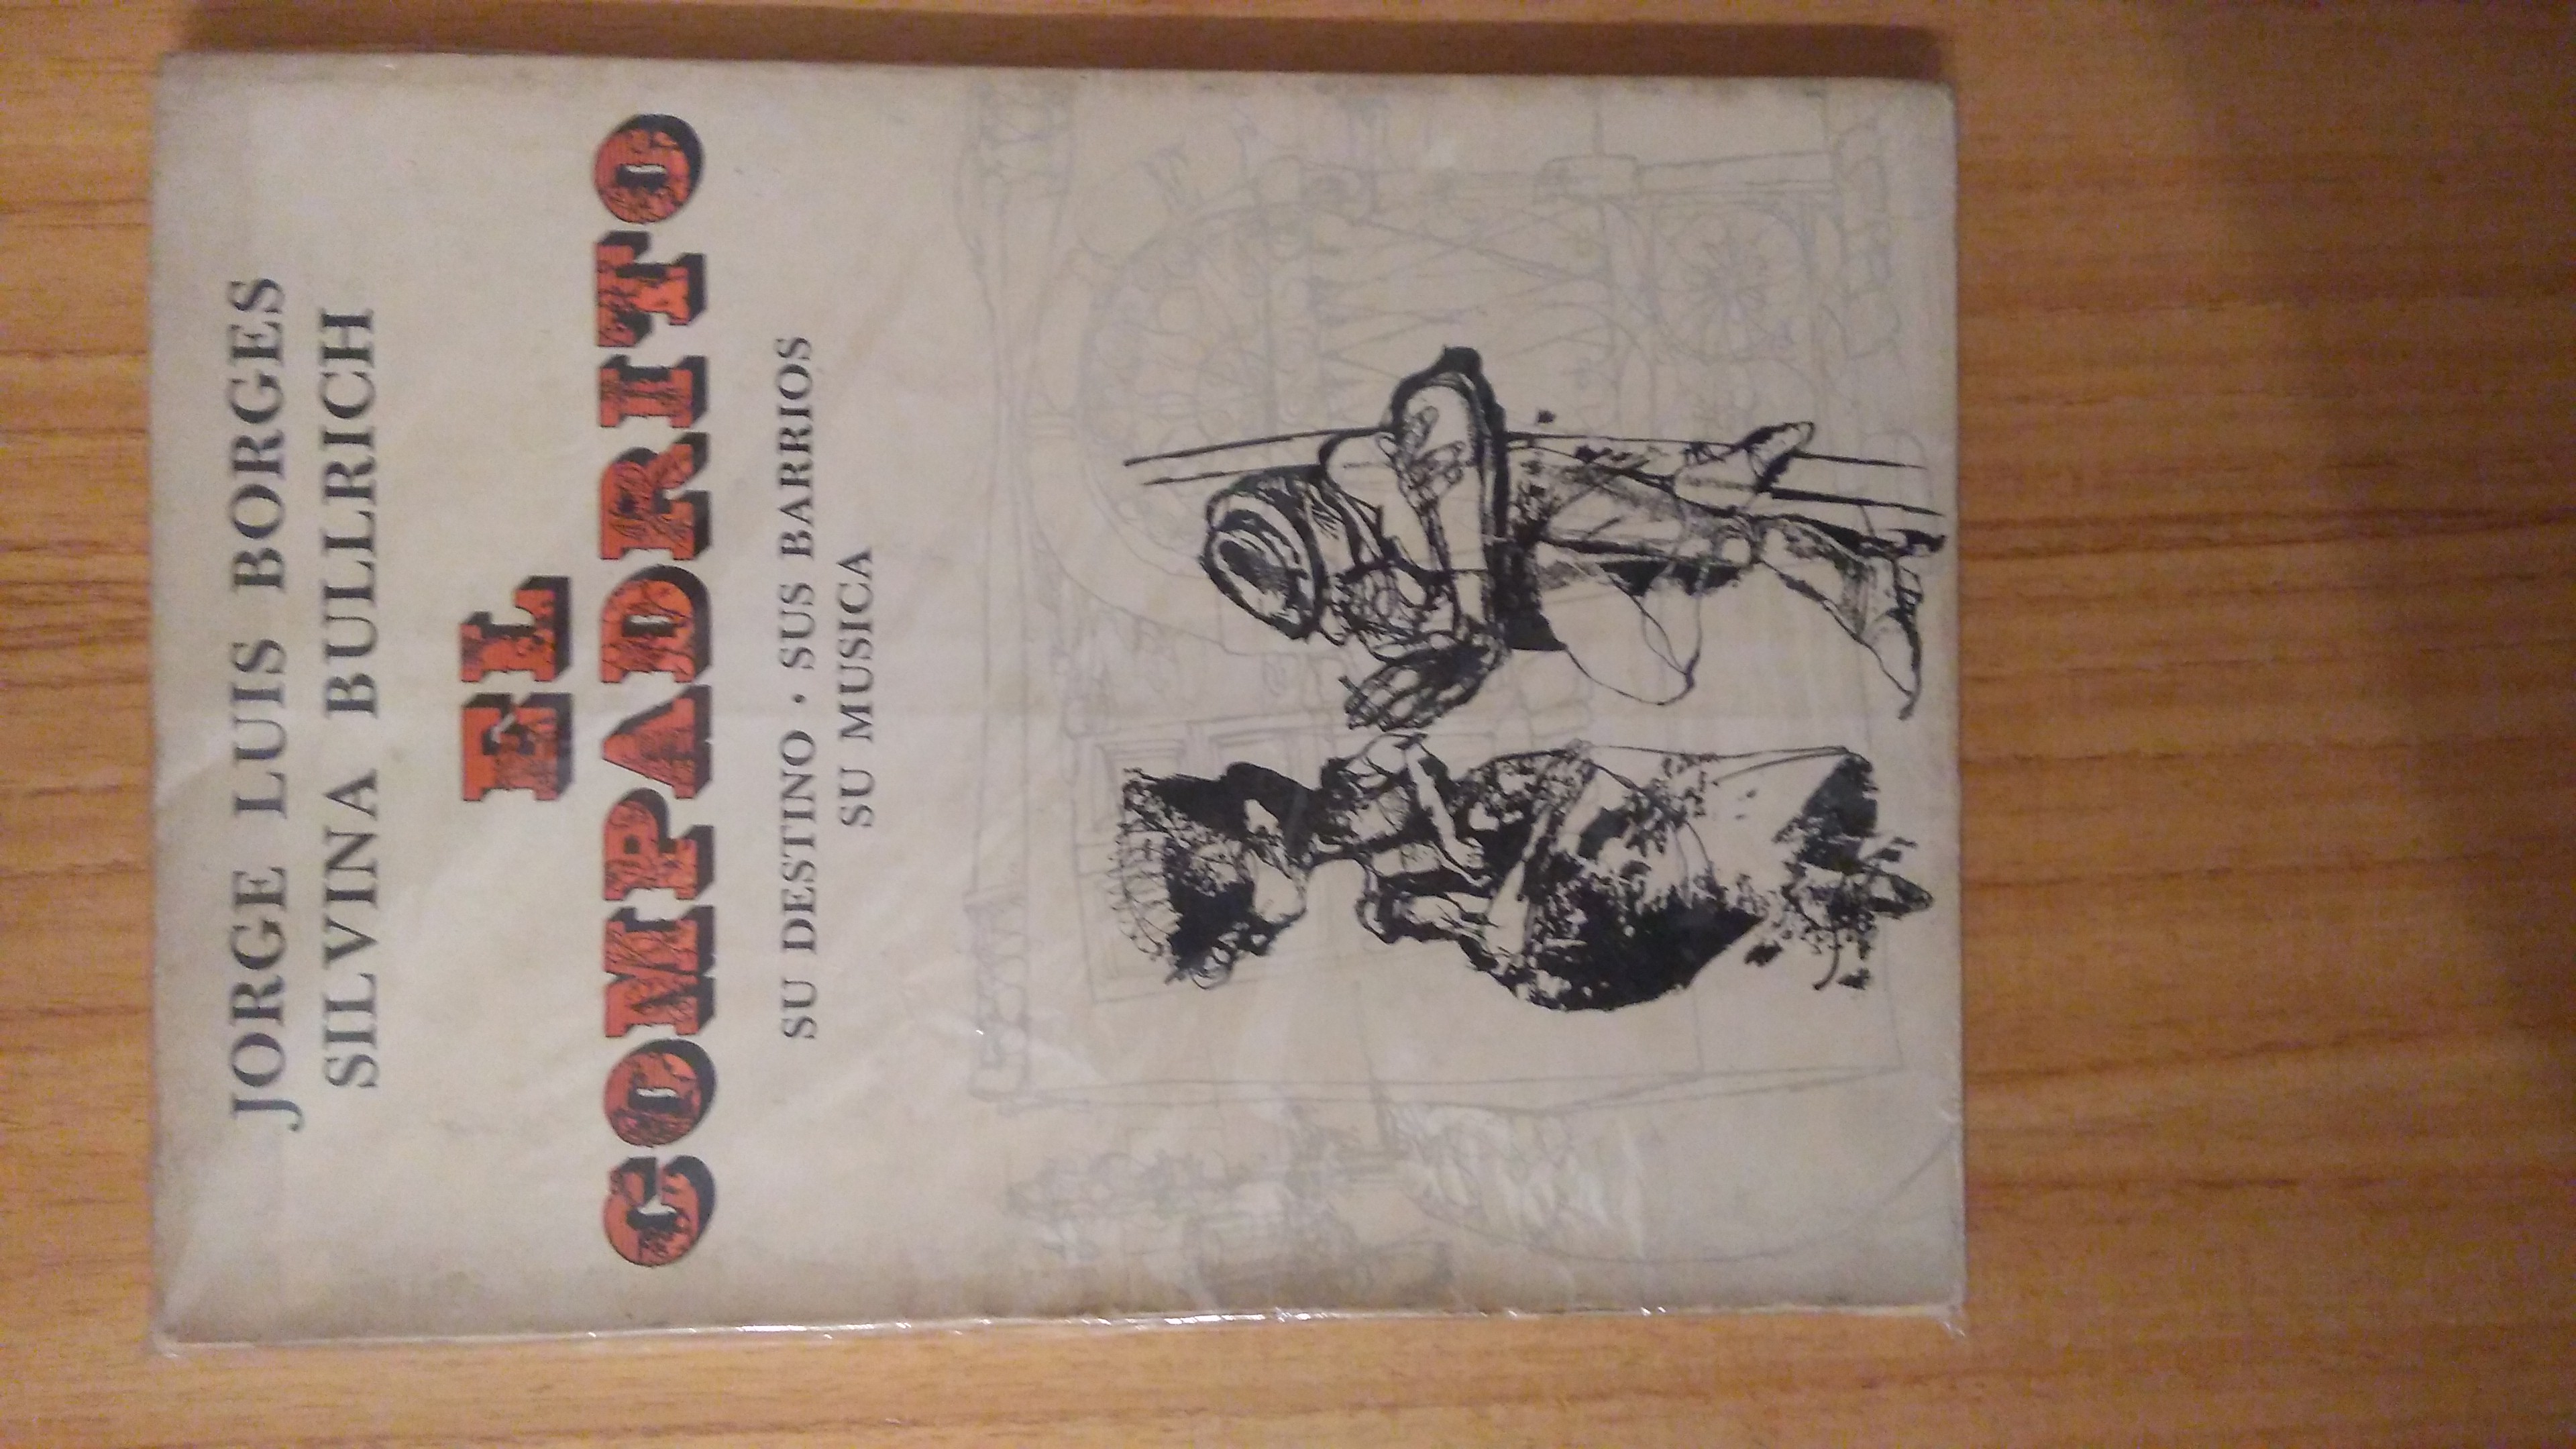 JORGE LUIS BORGES
SILVINA BULLRICH
EL
COMPADRITO
SU DESTINO · SUS BARRIOS
SU MUSICA